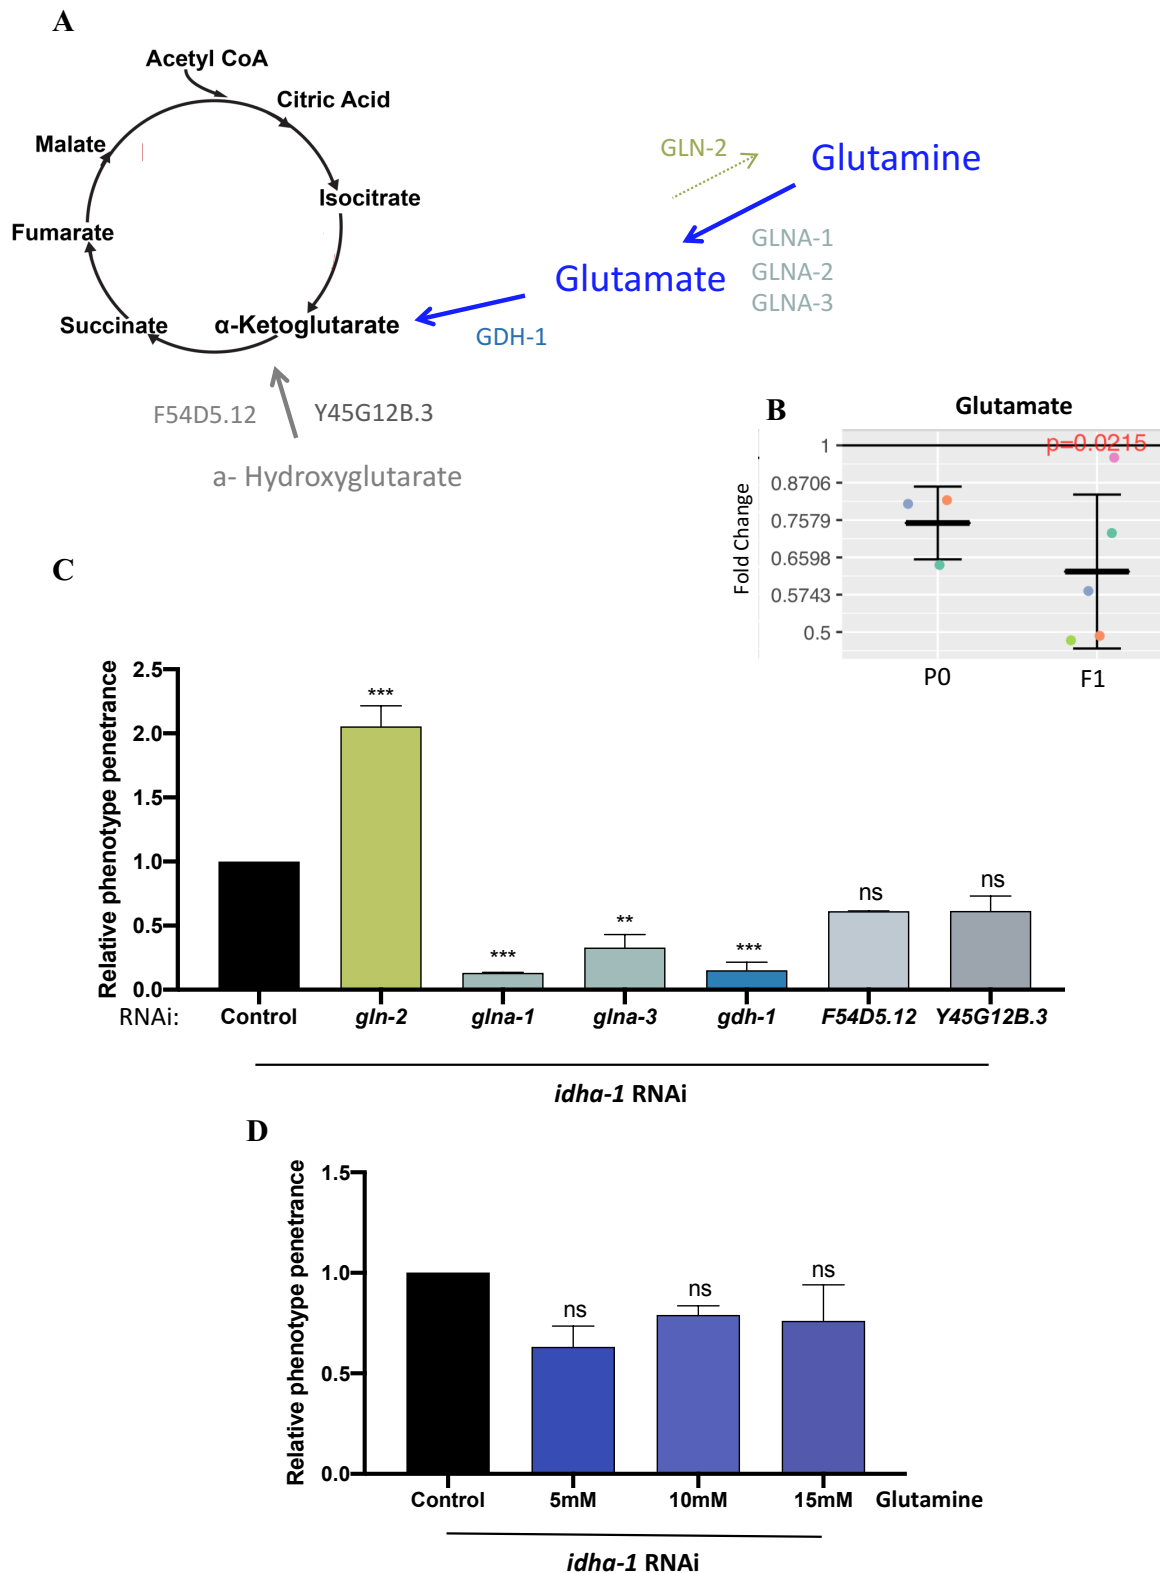 A
Acetyl CoA
Citric Acid
Malate
GLN-2
Glutamine
Isocitrate
Fumarate
GLNA-1
Glutamate
GLNA-2
GLNA-3
Succinate
α-Ketoglutarate
GDH-1
F54D5.12
Y45G12B.3
a- Hydroxyglutarate
B
Glutamate
p=0.0215
1
0.8706
0.7579
0.6598
0.5743
0.5
Fold Change
P0
F1
C
Relative phenotype penetrance
2.5
2.0
1.5
1.0
0.5
0.0
***
***
**
***
ns
ns
RNAi:
Control
gln-2
glna-1
glna-3
gdh-1
F54D5.12
Y45G12B.3
idha-1 RNAi
D
Relative phenotype penetrance
1.5
1.0
0.5
0.0
ns
ns
ns
Control
5mM
10mM
15mM
Glutamine
idha-1 RNAi